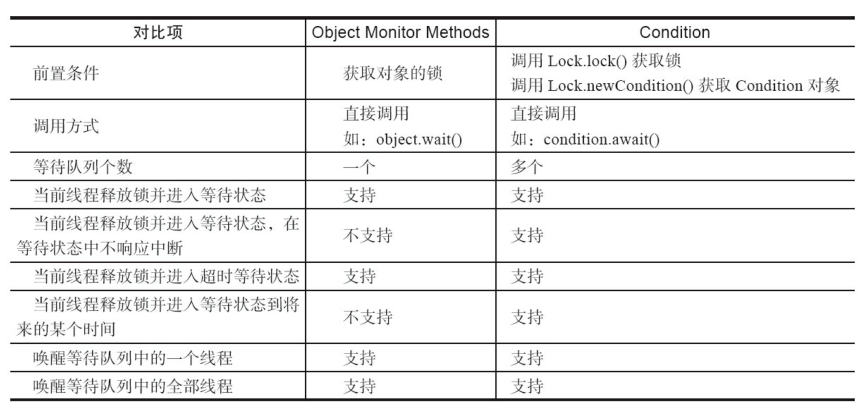 对比项 Object Monitor Methods Condition
前置条件 获取对象的锁 调用 Lock.lock() 获取锁
调用 Lock.newCondition() 获取 Condition 对象
调用方式 直接调用 直接调用
如：object.wait() 如：condition.await()
等待队列个数 一个 多个
当前线程释放锁并进入等待状态 支持 支持
当前线程释放锁并进入等待状态，在
等待状态中不响应中断 不支持 支持
当前线程释放锁并进入超时等待状态 支持 支持
当前线程释放锁并进入等待状态到将
来的某个时间 不支持 支持
唤醒等待队列中的一个线程 支持 支持
唤醒等待队列中的全部线程 支持 支持